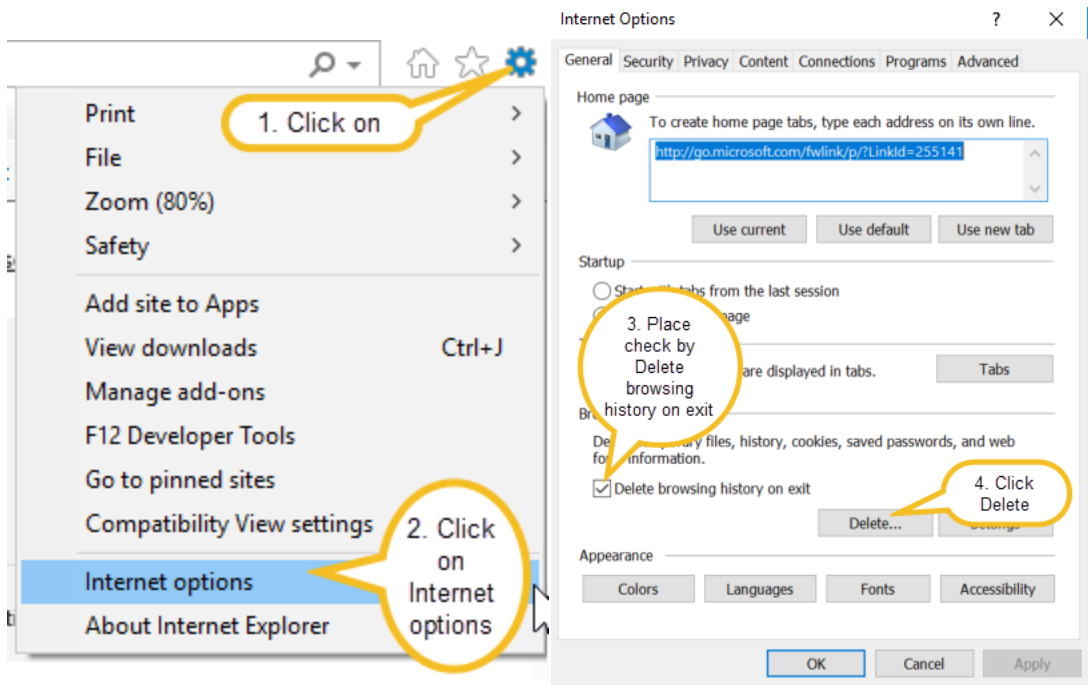 1. Click on
Print
File
Zoom (80%)
Safety
Add site to Apps
View downloads Ctrl+J
Manage add-ons
F12 Developer Tools
Go to pinned sites
Compatibility View settings
2. Click
on
Internet
options
Internet options
About Internet Explorer
Internet Options
General Security Privacy Content Connections Programs Advanced
Home page
To create home page tabs, type each address on its own line.
http://go.microsoft.com/fwlink/p/?LinkId=255141
Use current Use default Use new tab
Startup
tabs from the last session
3. Place
check by
Delete
browsing
history on exit
are displayed in tabs.
Tabs
files, history, cookies, saved passwords, and web
information.
Delete browsing history on exit
4. Click
Delete
Delete...
Appearance
Colors Languages Fonts Accessibility
OK Cancel Apply